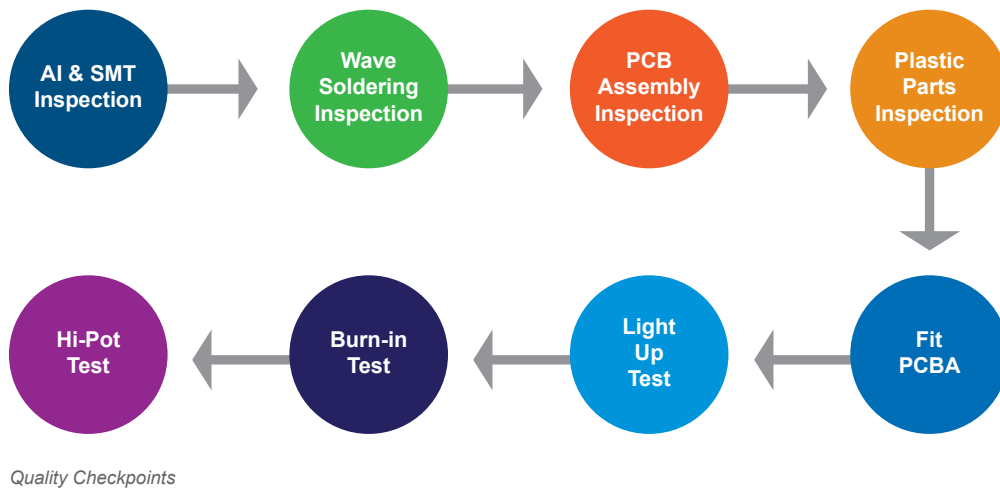 AI & SMT
Inspection
Wave
Soldering
Inspection
PCB
Assembly
Inspection
Plastic
Parts
Inspection
Fit
PCBA
Light
Up
Test
Burn-in
Test
Hi-Pot
Test
Quality Checkpoints